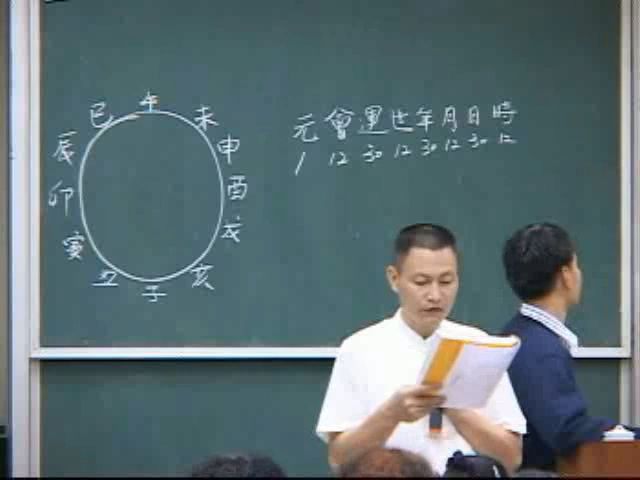 元會運世年月日時
1 12 30 12 30 12 30 12
午
未
申
酉
戌
亥
子
丑
寅
卯
辰
巳